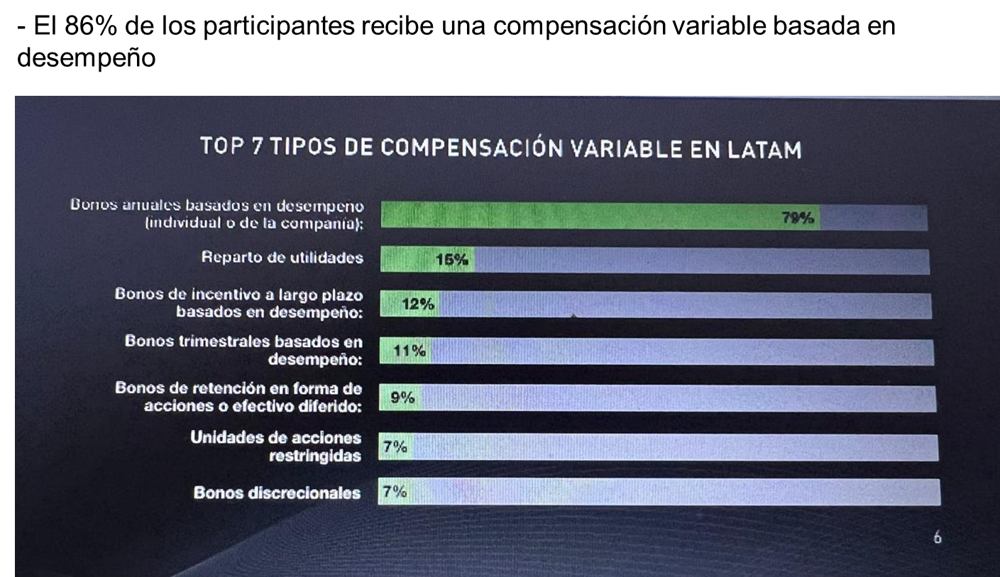 - El 86% de los participantes recibe una compensación variable basada en
desempeño
TOP 7 TIPOS DE COMPENSACIÓN VARIABLE EN LATAM
Bonos anuales basados en desempeño
(individual o de la compañía):
79%
Reparto de utilidades
15%
Bonos de incentivo a largo plazo
basados en desempeño:
12%
Bonos trimestrales basados en
desempeño:
11%
Bonos de retención en forma de
acciones o efectivo diferido:
9%
Unidades de acciones
restringidas
7%
Bonos discrecionales
7%
6